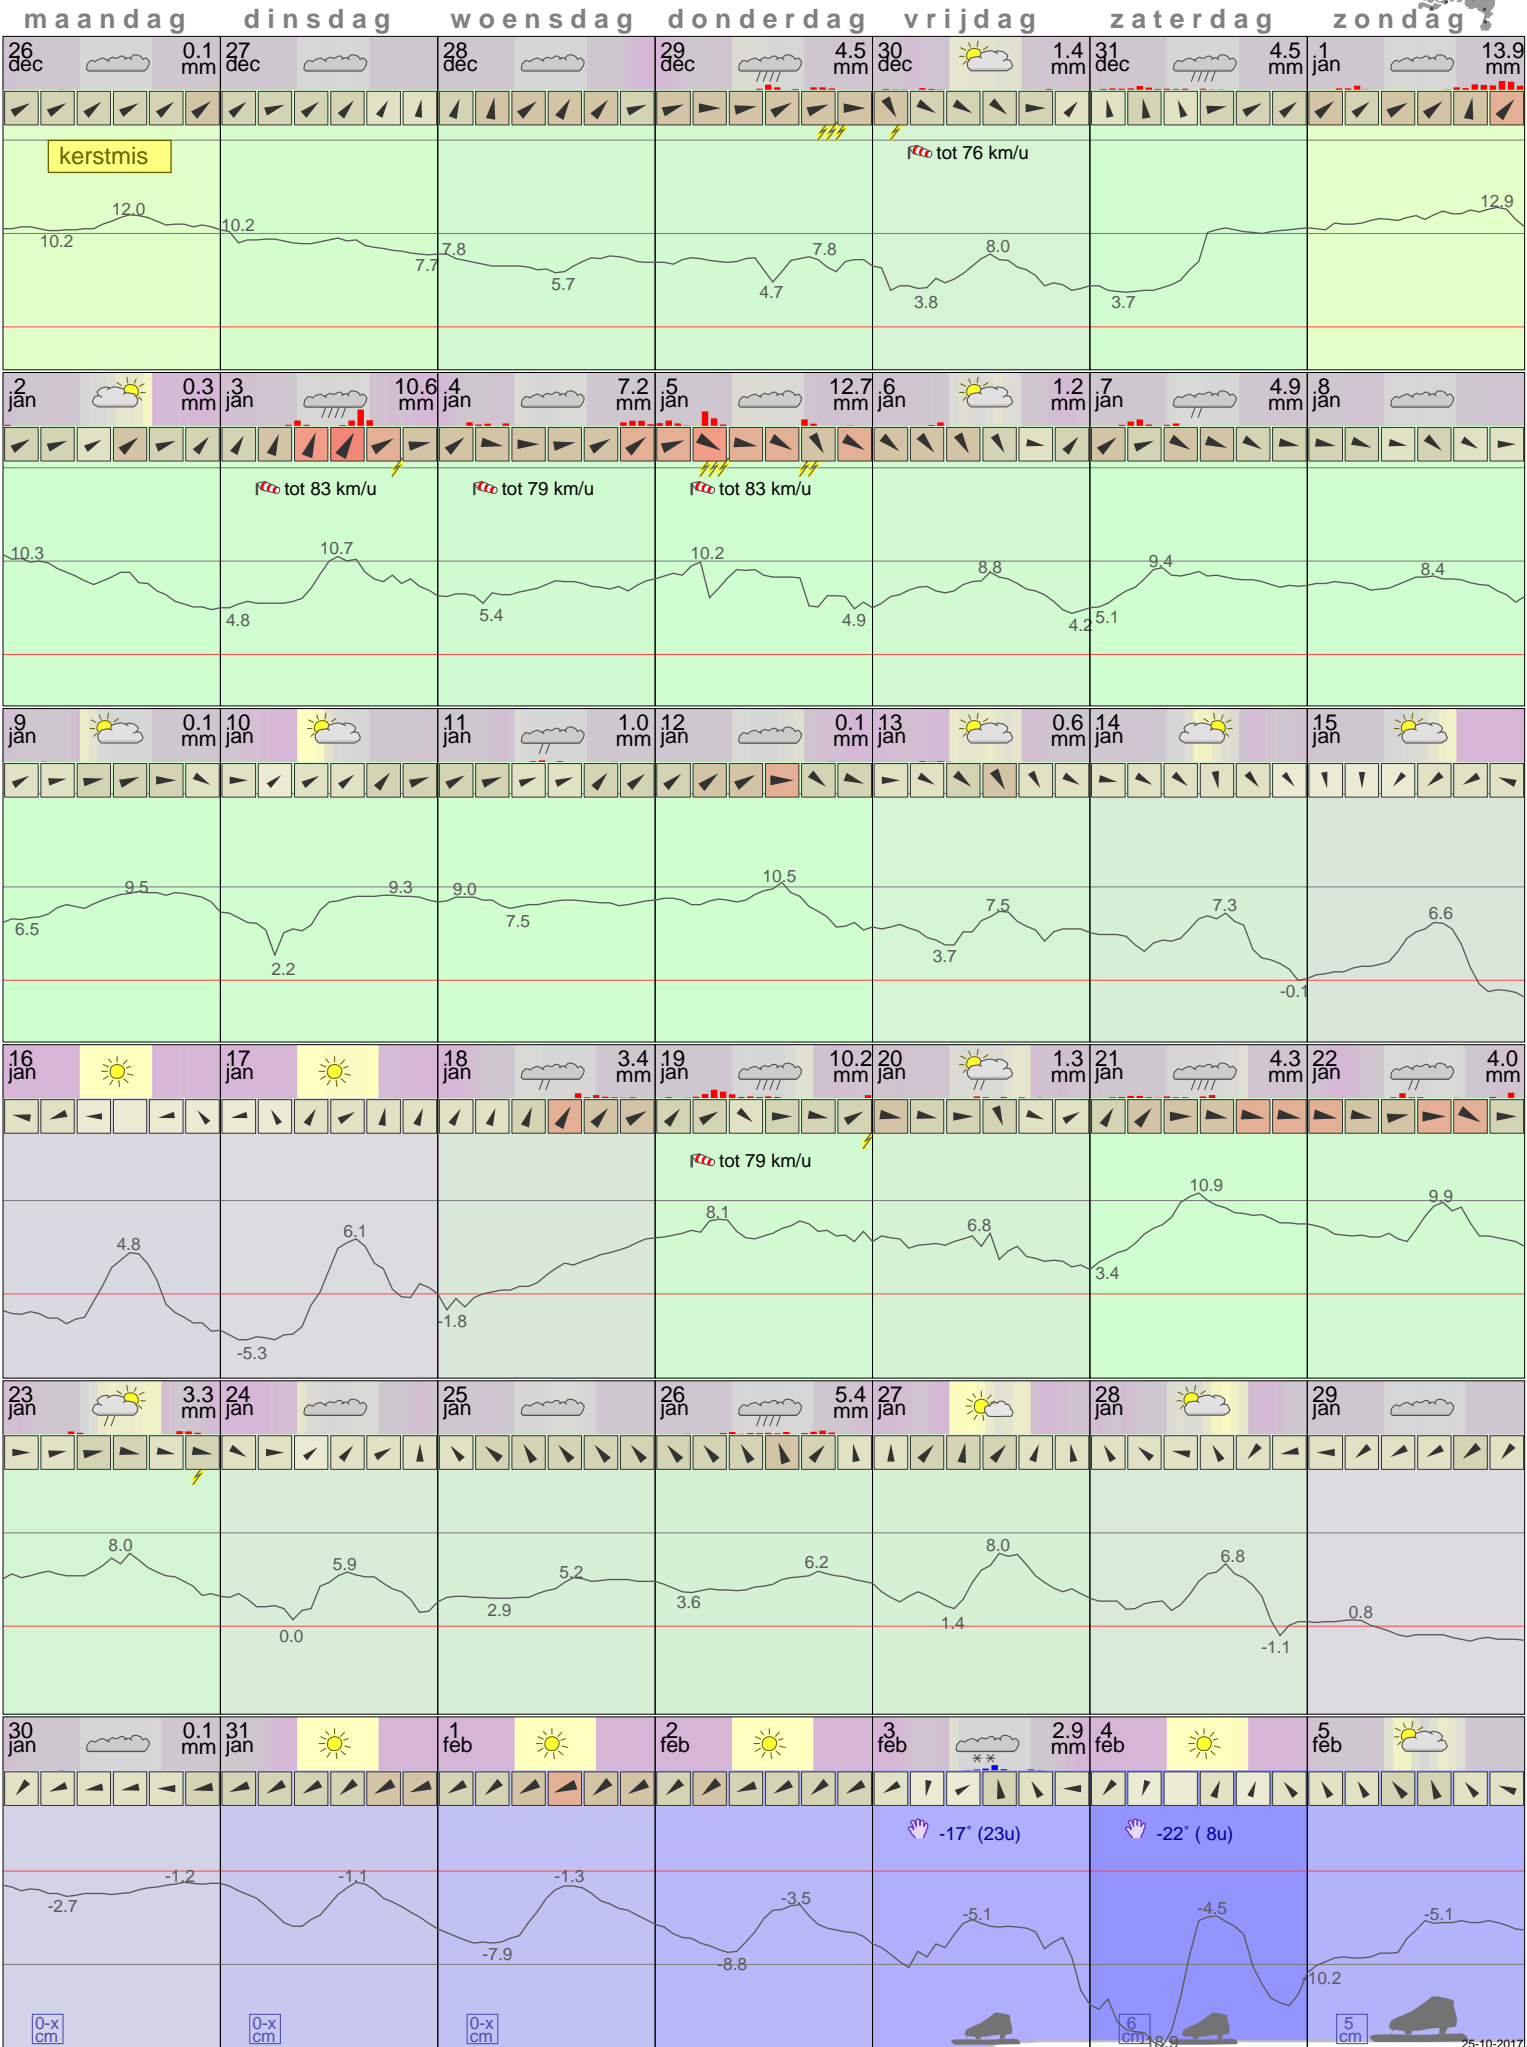 maandag dinsdag woensdag donderdag vrijdag zaterdag zondag
26 dec 0.1 mm 27 dec 28 dec 29 dec 4.5 mm 30 dec 1.4 mm 31 dec 4.5 mm 1 jan 13.9 mm
kerstmis tot 76 km/u
12.0 10.2 10.2 7.7 7.8 5.7 4.7 7.8 3.8 8.0 3.7 12.9
2 jan 0.3 mm 3 jan 10.6 mm 4 jan 7.2 mm 5 jan 12.7 mm 6 jan 1.2 mm 7 jan 4.9 mm 8 jan
tot 83 km/u tot 79 km/u tot 83 km/u
10.3 4.8 10.7 5.4 10.2 4.9 8.8 4.2 5.1 9.4 8.4
9 jan 0.1 mm 10 jan 11 jan 1.0 mm 12 jan 0.1 mm 13 jan 0.6 mm 14 jan 15 jan
6.5 9.5 2.2 9.3 9.0 7.5 10.5 3.7 7.5 7.3 -0.1 6.6
16 jan 17 jan 18 jan 3.4 mm 19 jan 10.2 mm 20 jan 1.3 mm 21 jan 4.3 mm 22 jan 4.0 mm
tot 79 km/u
4.8 -5.3 6.1 -1.8 8.1 6.8 3.4 10.9 9.9
23 jan 3.3 mm 24 jan 25 jan 26 jan 5.4 mm 27 jan 28 jan 29 jan
8.0 0.0 5.9 2.9 5.2 3.6 6.2 1.4 8.0 6.8 -1.1 0.8
30 jan 0.1 mm 31 jan 1 feb 2 feb 3 feb 2.9 mm 4 feb 5 feb
-17° (23u) -22° ( 8u)
-2.7 -1.2 -1.1 -7.9 -1.3 -8.8 -3.5 -5.1 -4.5 -10.2 -5.1
0-x cm 0-x cm 0-x cm 6 cm 5 cm
25-10-2017